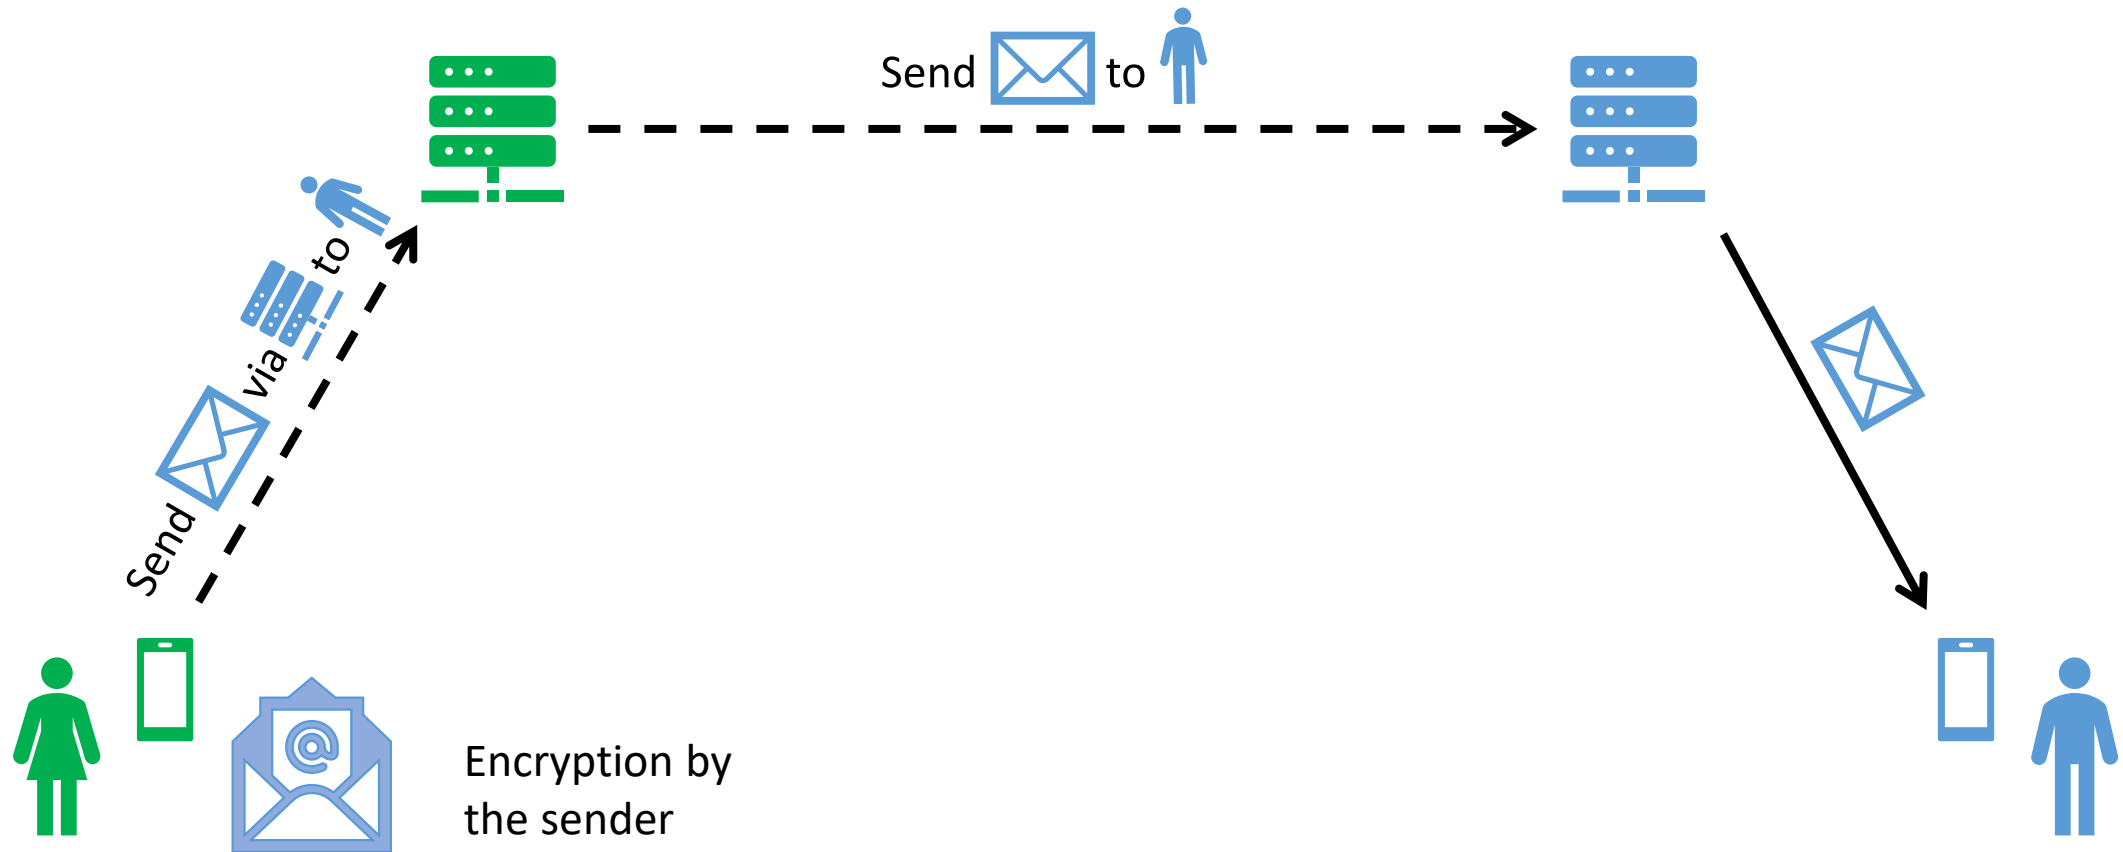 Send to
Send via to
Encryption by
the sender